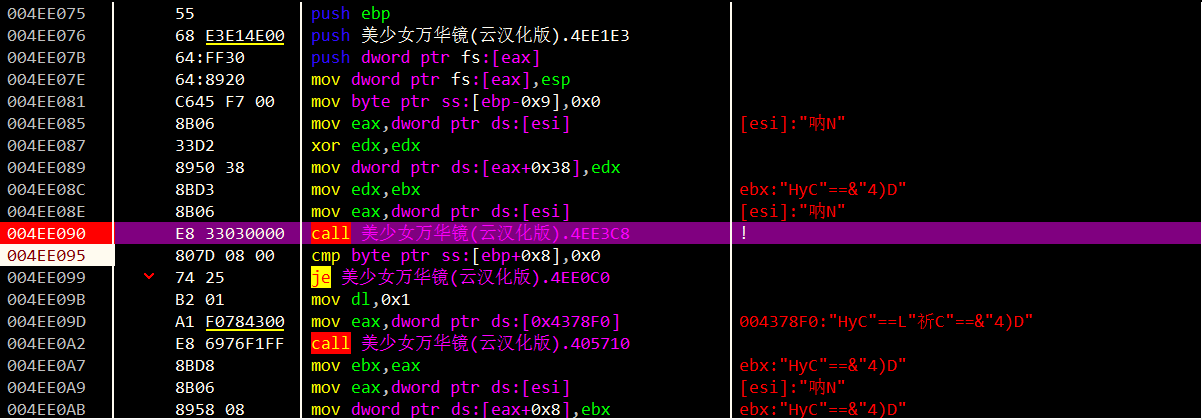 004EE075 55 push ebp
004EE076 68 E3E14E00 push 美少女万华镜(云汉化版).4EE1E3
004EE07B 64:FF30 push dword ptr fs:[eax]
004EE07E 64:8920 mov dword ptr fs:[eax],esp
004EE081 C645 F7 00 mov byte ptr ss:[ebp-0x9],0x0
004EE085 8B06 mov eax,dword ptr ds:[esi] [esi]:"呐N"
004EE087 33D2 xor edx,edx
004EE089 8950 38 mov dword ptr ds:[eax+0x38],edx
004EE08C 8BD3 mov edx,ebx ebx:"HyC"==&"4)D"
004EE08E 8B06 mov eax,dword ptr ds:[esi] [esi]:"呐N"
004EE090 E8 33030000 call 美少女万华镜(云汉化版).4EE3C8 !
004EE095 807D 08 00 cmp byte ptr ss:[ebp+0x8],0x0
004EE099 74 25 je 美少女万华镜(云汉化版).4EE0C0
004EE09B B2 01 mov dl,0x1
004EE09D A1 F0784300 mov eax,dword ptr ds:[0x4378F0] 004378F0:"HyC"==L"祈C"==&"4)D"
004EE0A2 E8 6976F1FF call 美少女万华镜(云汉化版).405710
004EE0A7 8BD8 mov ebx,eax ebx:"HyC"==&"4)D"
004EE0A9 8B06 mov eax,dword ptr ds:[esi] [esi]:"呐N"
004EE0AB 8958 08 mov dword ptr ds:[eax+0x8],ebx ebx:"HyC"==&"4)D"